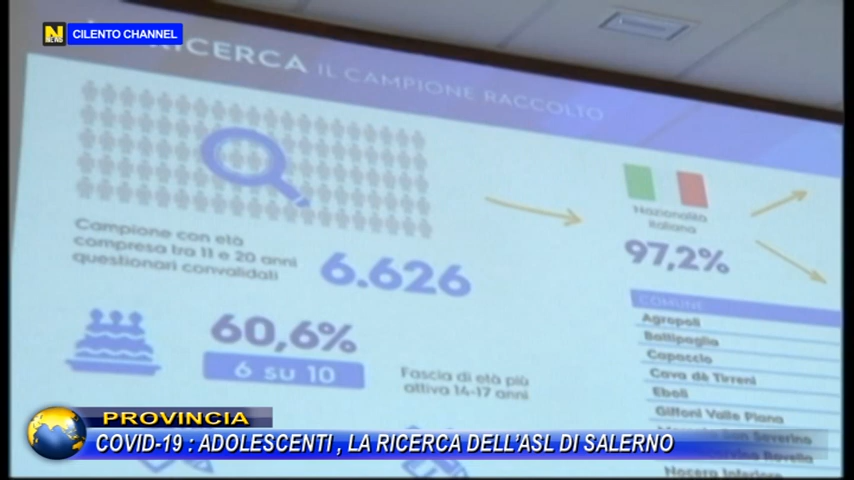 CILENTO CHANNEL
RICERCA IL CAMPIONE RACCOLTO
Nazionalità
Italiana
97,2%
Campione con età
compresa tra 11 e 20 anni
questionari convalidati
6.626
60,6%
6 su 10
Fascia di età più
attiva 14-17 anni
COMUNE
Agropoli
Battipaglia
Capaccio
Cava dè Tirreni
Eboli
Giffoni Valle Piana
San Severino
Nocera Inferiore
PROVINCIA
COVID-19 : ADOLESCENTI , LA RICERCA DELL'ASL DI SALERNO